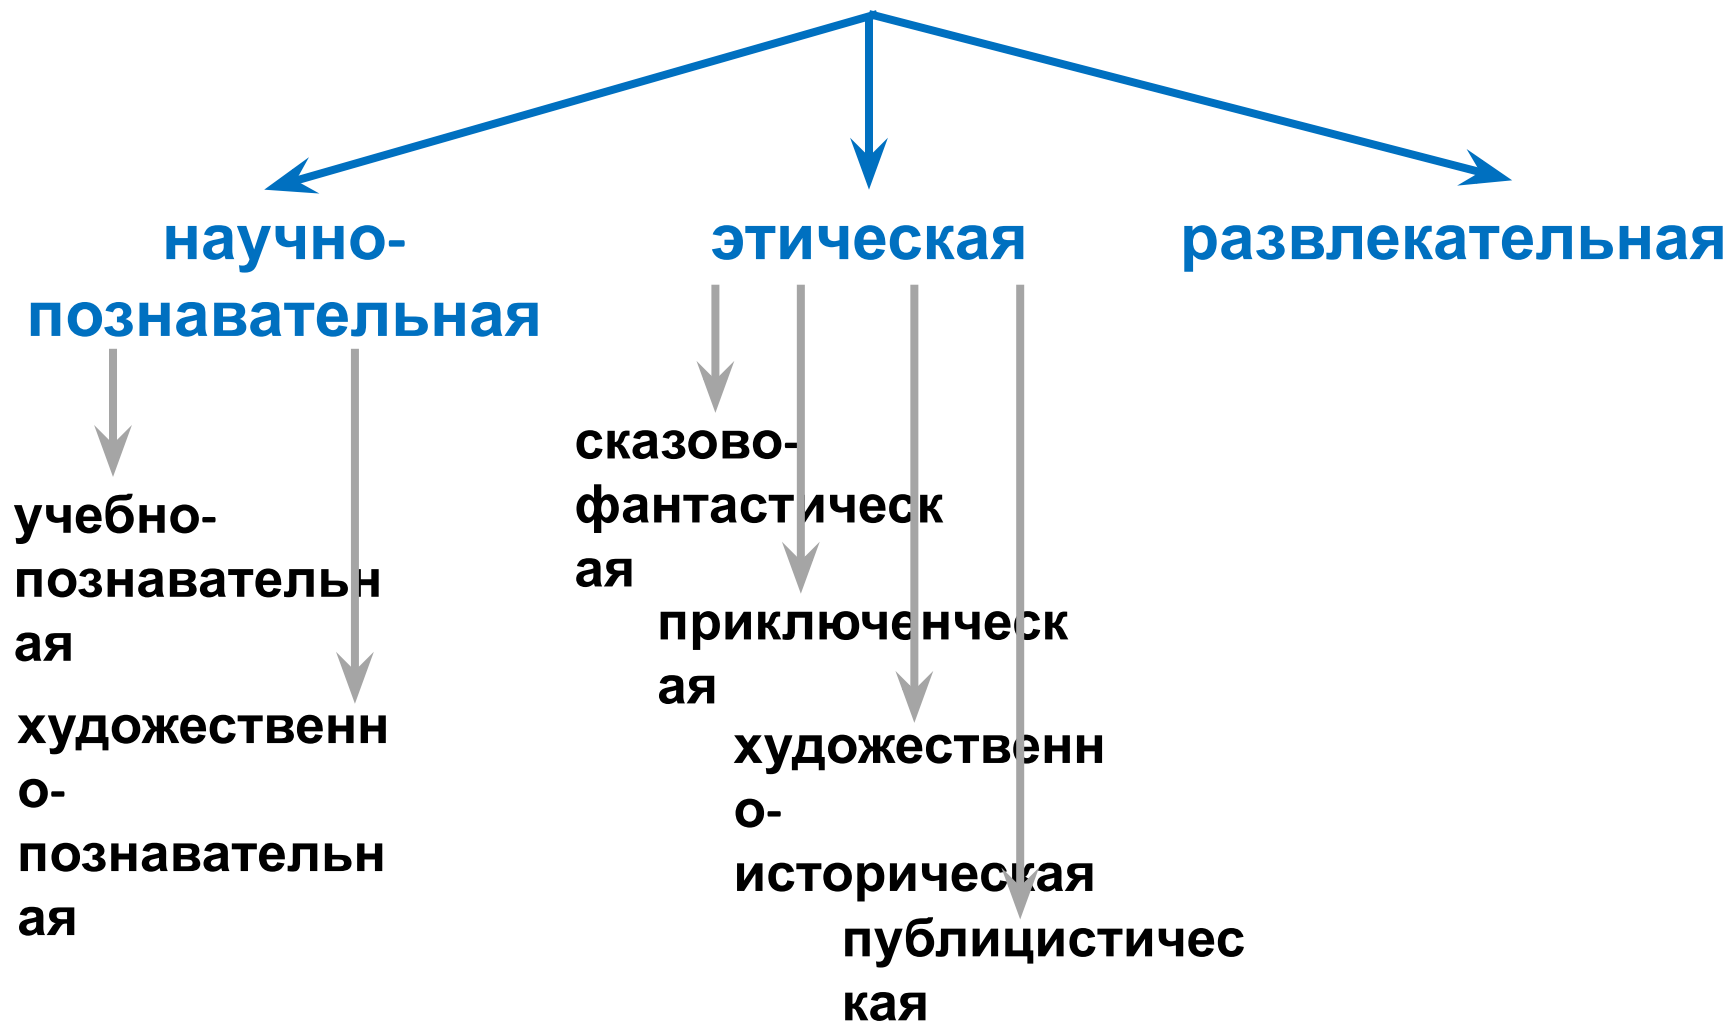 научно-
познавательная
учебно-
познавательн
ая
художественн
о-
познавательн
ая
этическая
сказово-
фантастическ
ая
приключенческ
ая
художественн
о-
историческая
публицистичес
кая
развлекательная